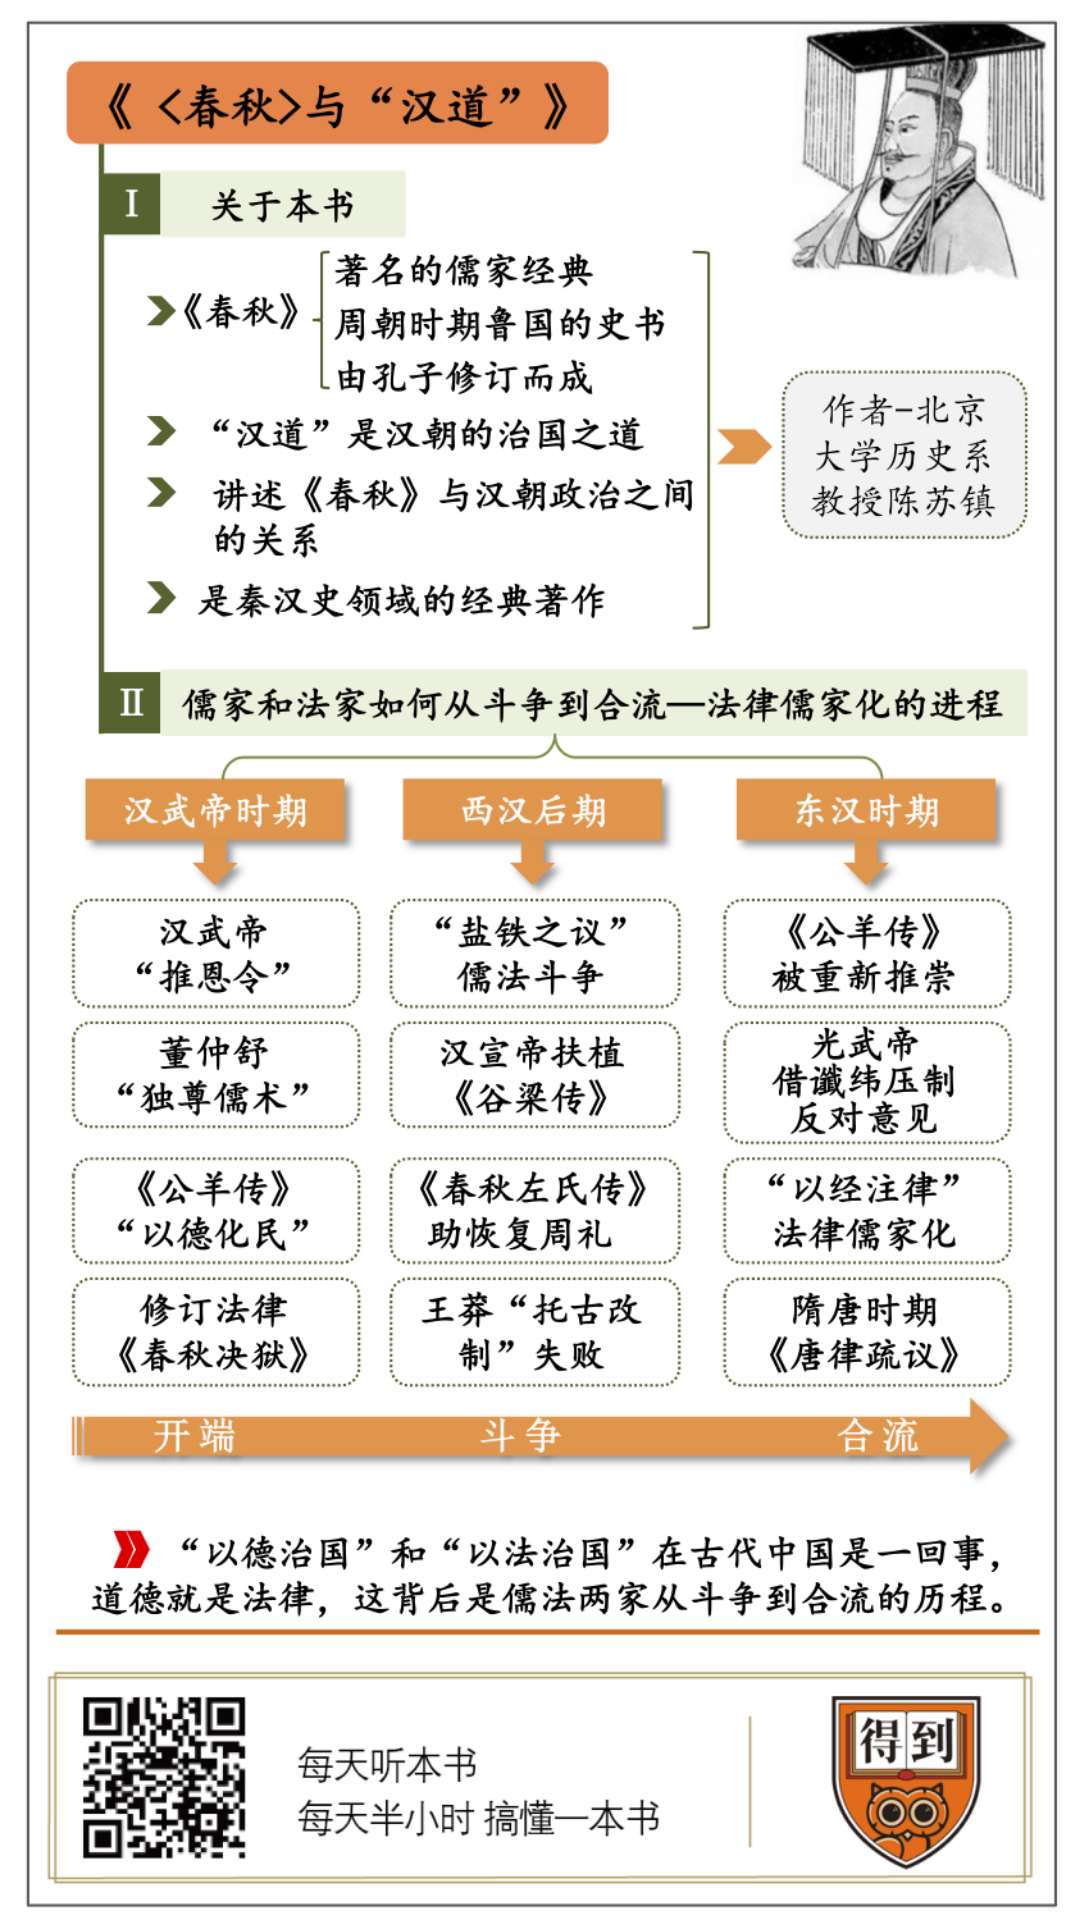 《<春秋>与“汉道”》
I 关于本书
《春秋》
著名的儒家经典
周朝时期鲁国的史书
由孔子修订而成
“汉道”是汉朝的治国之道
讲述《春秋》与汉朝政治之间
的关系
是秦汉史领域的经典著作
作者-北京
大学历史系
教授陈苏镇
II 儒家和法家如何从斗争到合流—法律儒家化的进程
汉武帝时期
汉武帝
“推恩令”
董仲舒
“独尊儒术”
《公羊传》
“以德化民”
修订法律
《春秋决狱》
西汉后期
“盐铁之议”
儒法斗争
汉宣帝扶植
《谷梁传》
《春秋左氏传》
助恢复周礼
王莽“托古改
制”失败
东汉时期
《公羊传》
被重新推崇
光武帝
借谶纬压制
反对意见
“以经注律”
法律儒家化
隋唐时期
《唐律疏议》
开端
斗争
合流
“以德治国”和“以法治国”在古代中国是一回事，
道德就是法律，这背后是儒法两家从斗争到合流的历程。
每天听本书
每天半小时 搞懂一本书
得到